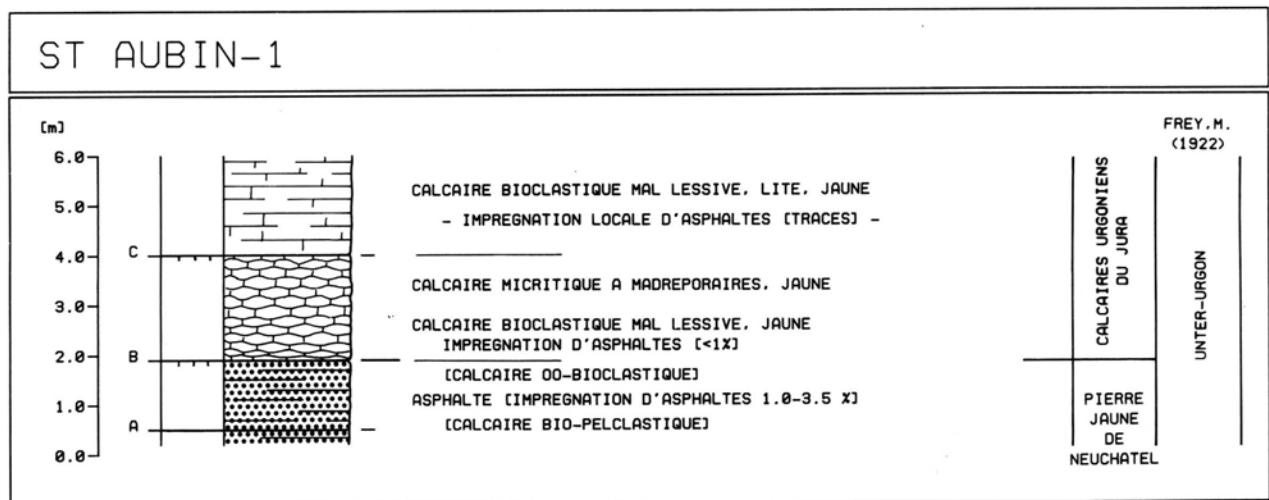 ST AUBIN-1
[m]
FREY.M.
(1922)
6.0
5.0
4.0
3.0
2.0
1.0
0.0
C
B
A
CALCAIRE BIOCLASTIQUE MAL LESSIVE, LITE, JAUNE
- IMPREGNATION LOCALE D'ASPHALTES [TRACES] -
CALCAIRE MICRITIQUE A MADREPORAIRES, JAUNE
CALCAIRE BIOCLASTIQUE MAL LESSIVE, JAUNE
IMPREGNATION D'ASPHALTES [<1%]
[CALCAIRE OO-BIOCLASTIQUE]
ASPHALTE [IMPREGNATION D'ASPHALTES 1.0-3.5 %]
[CALCAIRE BIO-PELCLASTIQUE]
CALCAIRES URGONIENS
DU JURA
PIERRE
JAUNE
DE
NEUCHATEL
UNTER-URGON